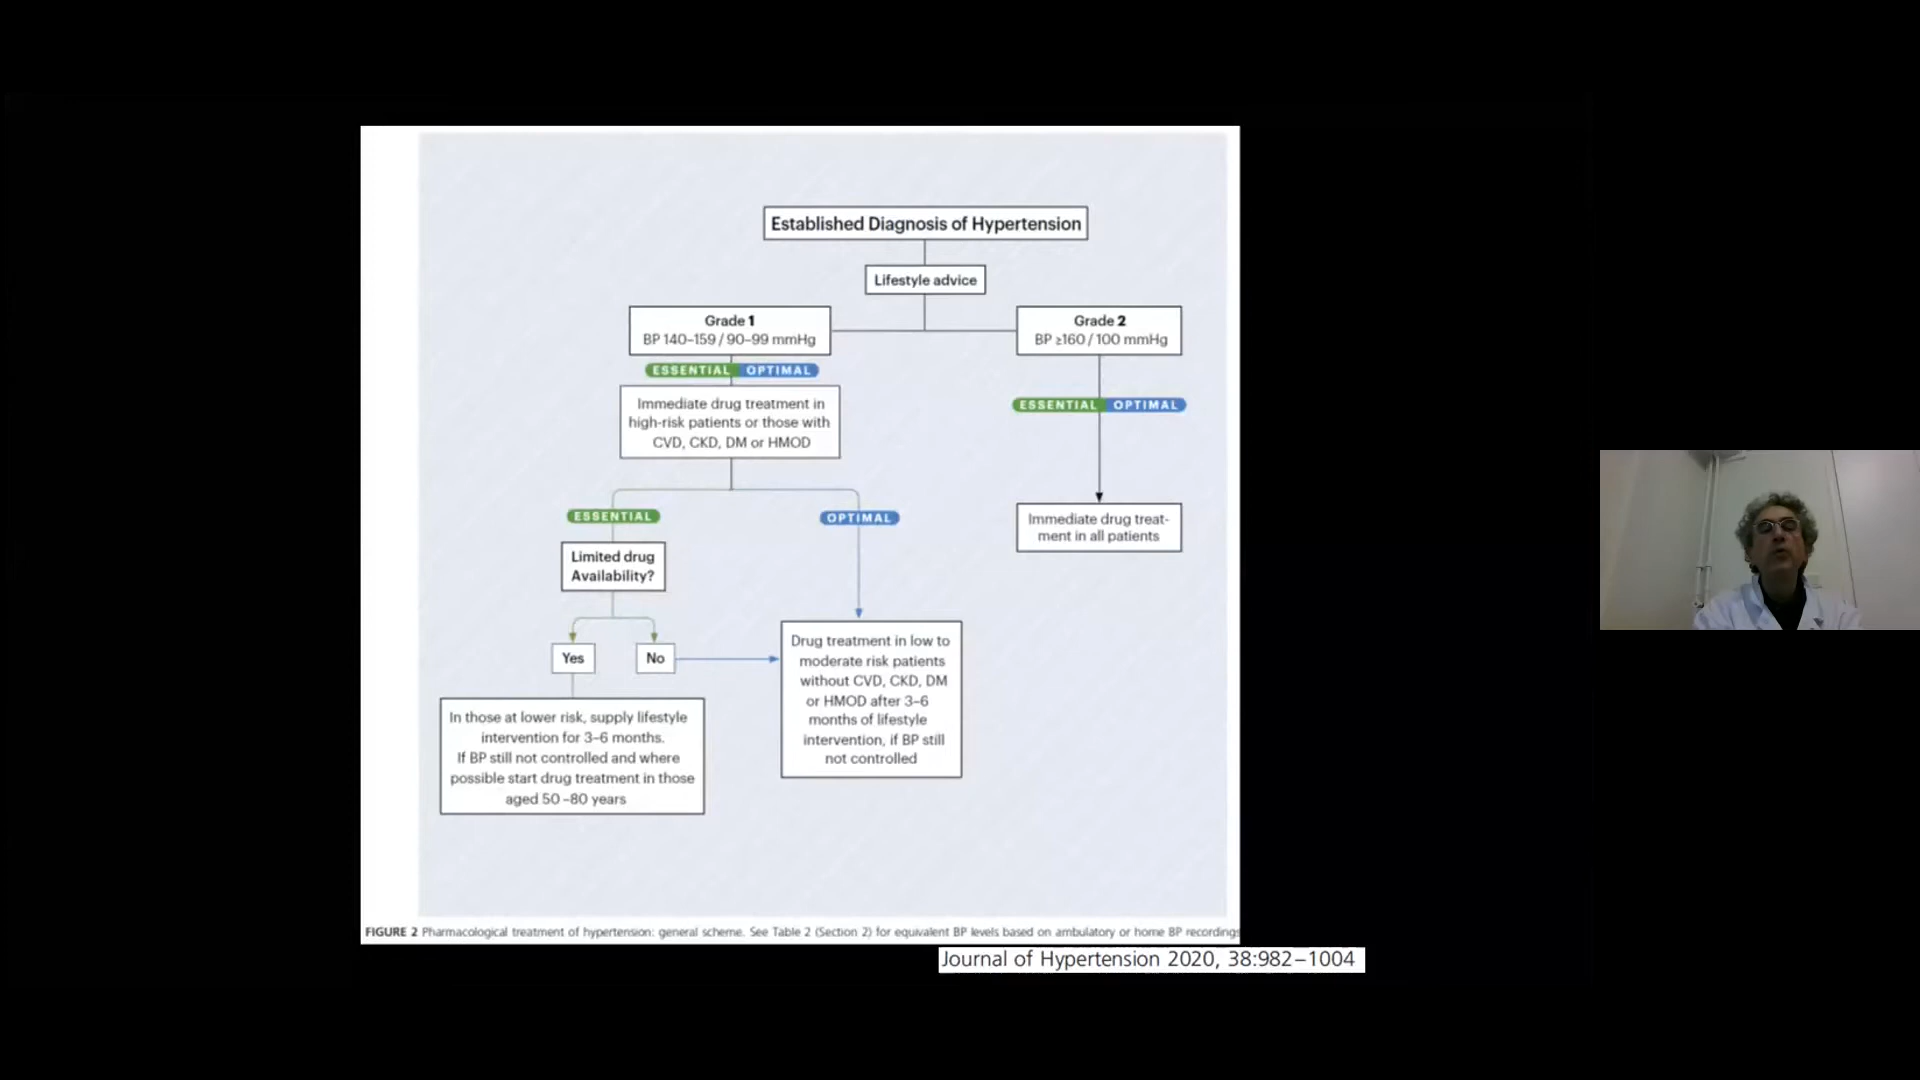 Established Diagnosis of Hypertension
Lifestyle advice
Grade 1
BP 140–159 / 90–99 mmHg
Grade 2
BP ≥160 / 100 mmHg
ESSENTIAL OPTIMAL
Immediate drug treatment in
high-risk patients or those with
CVD, CKD, DM or HMOD
ESSENTIAL OPTIMAL
ESSENTIAL
OPTIMAL
Immediate drug treat-
ment in all patients
Limited drug
Availability?
Yes
No
Drug treatment in low to
moderate risk patients
without CVD, CKD, DM
or HMOD after 3–6
months of lifestyle
intervention, if BP still
not controlled
In those at lower risk, supply lifestyle
intervention for 3–6 months.
If BP still not controlled and where
possible start drug treatment in those
aged 50–80 years
FIGURE 2 Pharmacological treatment of hypertension: general scheme. See Table 2 (Section 2) for equivalent BP levels based on ambulatory or home BP recordings
Journal of Hypertension 2020, 38:982–1004